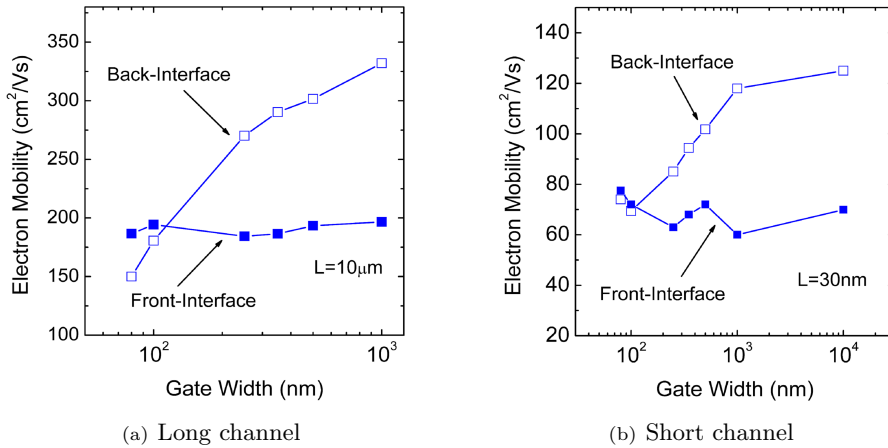 350
300
250
200
150
100
Electron Mobility (cm²/Vs)
Back-Interface
Front-Interface
L=10μm
10²
10³
Gate Width (nm)
(a) Long channel
140
120
100
80
60
40
20
Electron Mobility (cm²/Vs)
Back-Interface
Front-Interface
L=30nm
10²
10³
10⁴
Gate Width (nm)
(b) Short channel